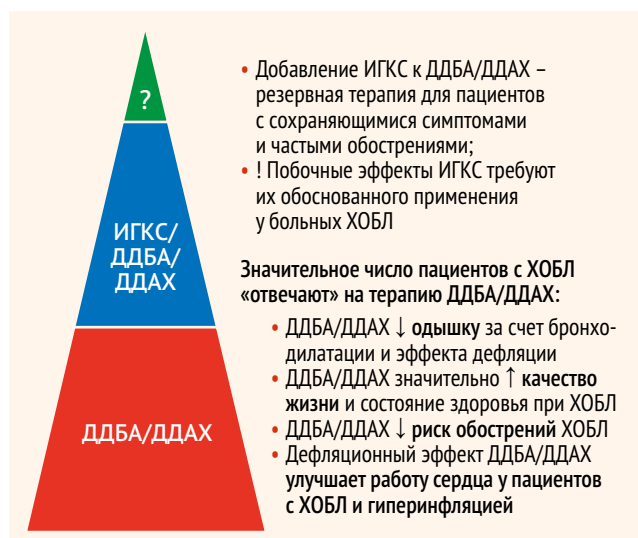 ?
ИГКС/
ДДБА/
ДДАХ
ДДБА/ДДАХ
• Добавление ИГКС к ДДБА/ДДАХ –
резервная терапия для пациентов
с сохраняющимися симптомами
и частыми обострениями;
• ! Побочные эффекты ИГКС требуют
их обоснованного применения
у больных ХОБЛ
Значительное число пациентов с ХОБЛ
«отвечают» на терапию ДДБА/ДДАХ:
• ДДБА/ДДАХ ↓ одышку за счет бронхо-
дилатации и эффекта дефляции
• ДДБА/ДДАХ значительно ↑ качество
жизни и состояние здоровья при ХОБЛ
• ДДБА/ДДАХ ↓ риск обострений ХОБЛ
• Дефляционный эффект ДДБА/ДДАХ
улучшает работу сердца у пациентов
с ХОБЛ и гиперинфляцией